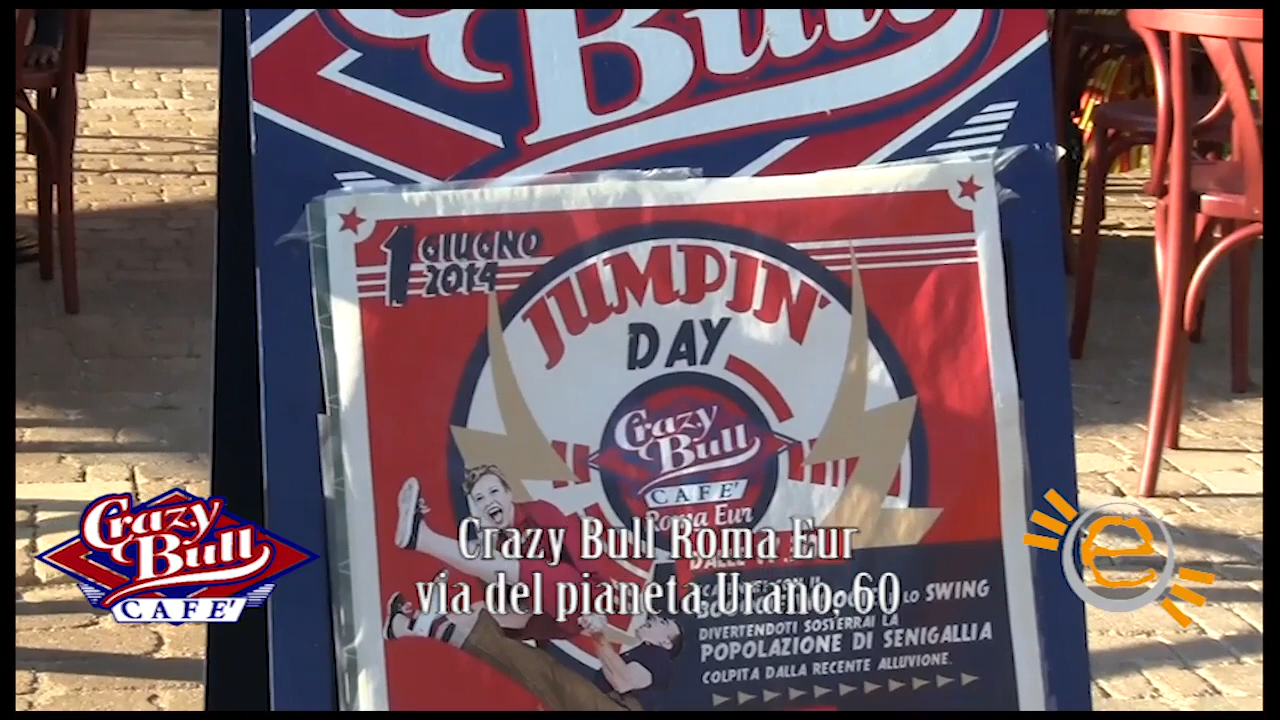 Crazy Bull
1 GIUGNO
2014
JUMPIN'
DAY
Crazy
Bull
CAFE'
Roma Eur
Crazy Bull Roma Eur
via del pianeta Urano, 60
LO SWING
DIVERTENDOTI SOSTERRAI LA
POPOLAZIONE DI SENIGALLIA
COLPITA DALLA RECENTE ALLUVIONE.
Crazy
Bull
CAFE'
e